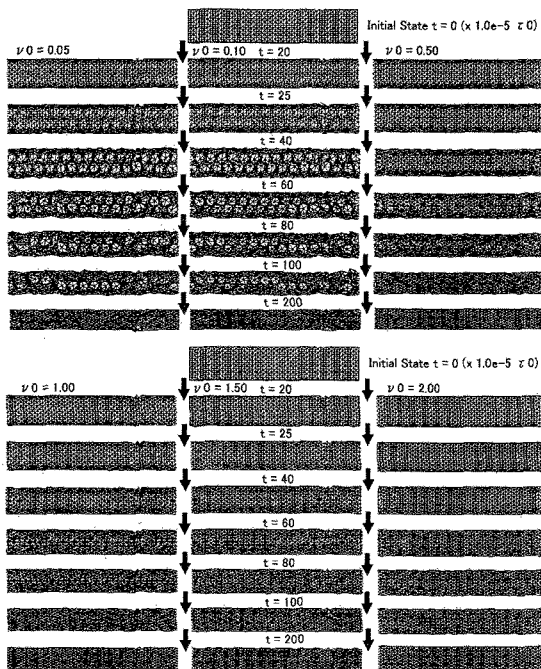 Initial State t = 0 (x 1.0e-5 τ0)
ν0 = 0.05
ν0 = 0.10 t = 20
ν0 = 0.50
t = 25
t = 40
t = 60
t = 80
t = 100
t = 200
Initial State t = 0 (x 1.0e-5 τ0)
ν0 = 1.00
ν0 = 1.50 t = 20
ν0 = 2.00
t = 25
t = 40
t = 60
t = 80
t = 100
t = 200